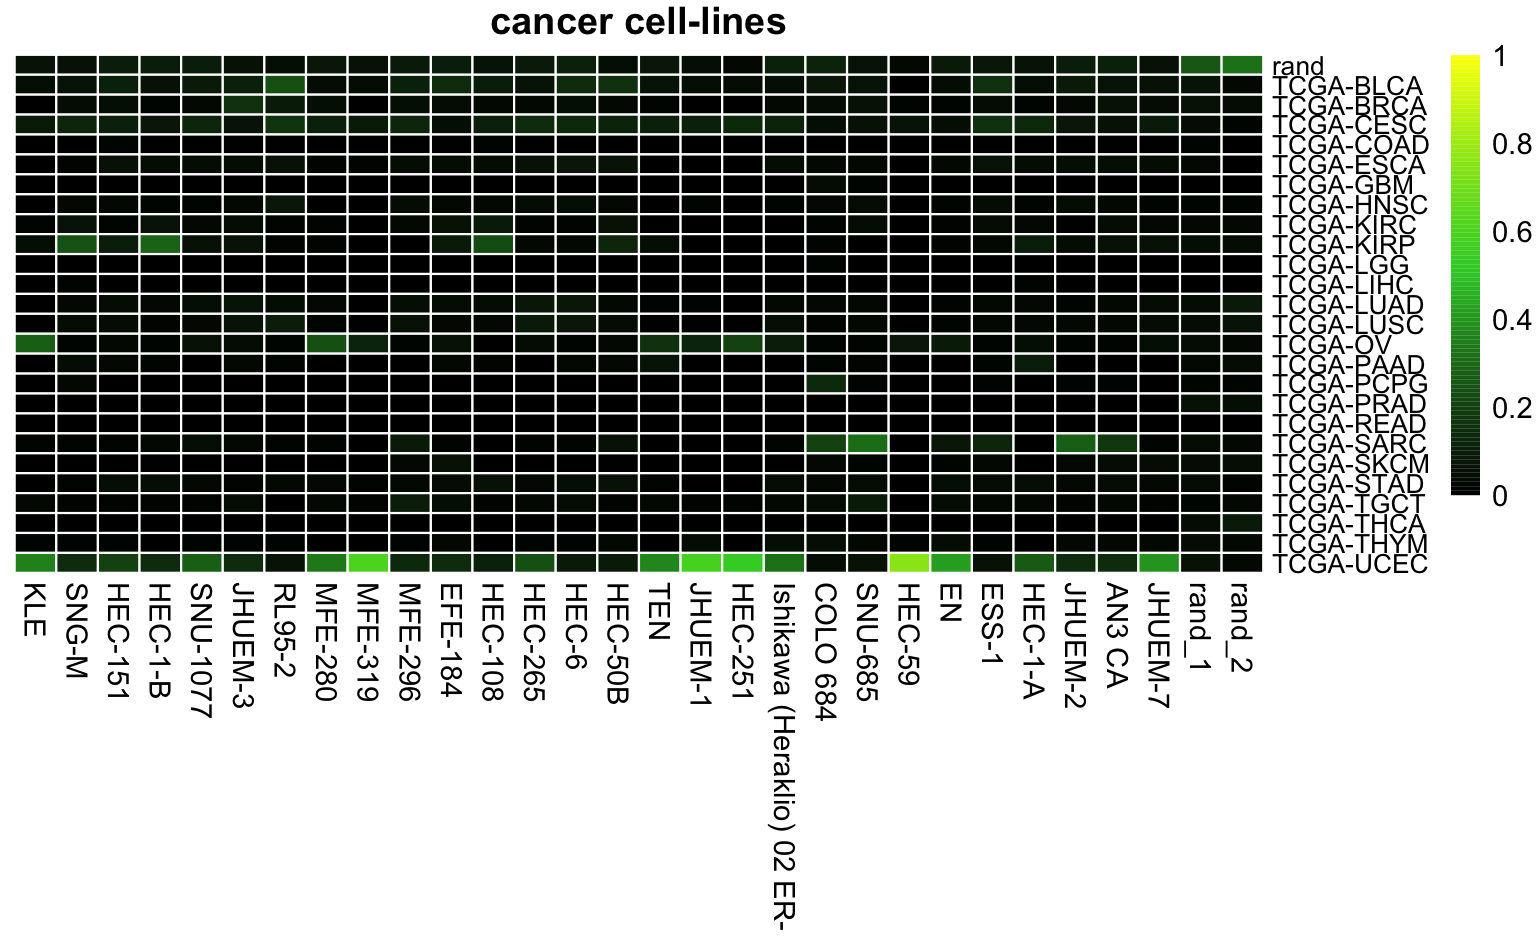 cancer cell-lines
rand
TCGA-BLCA
TCGA-BRCA
TCGA-CESC
TCGA-COAD
TCGA-ESCA
TCGA-GBM
TCGA-HNSC
TCGA-KIRC
TCGA-KIRP
TCGA-LGG
TCGA-LIHC
TCGA-LUAD
TCGA-LUSC
TCGA-OV
TCGA-PAAD
TCGA-PCPG
TCGA-PRAD
TCGA-READ
TCGA-SARC
TCGA-SKCM
TCGA-STAD
TCGA-TGCT
TCGA-THCA
TCGA-THYM
TCGA-UCEC
1
0.8
0.6
0.4
0.2
0
KLE
SNG-M
HEC-151
HEC-1-B
SNU-1077
JHUEM-3
RL95-2
MFE-280
MFE-319
MFE-296
EFE-184
HEC-108
HEC-265
HEC-6
HEC-50B
TEN
JHUEM-1
HEC-251
Ishikawa (Heraklio) 02 ER-
COLO 684
SNU-685
HEC-59
EN
ESS-1
HEC-1-A
JHUEM-2
AN3 CA
JHUEM-7
rand_1
rand_2